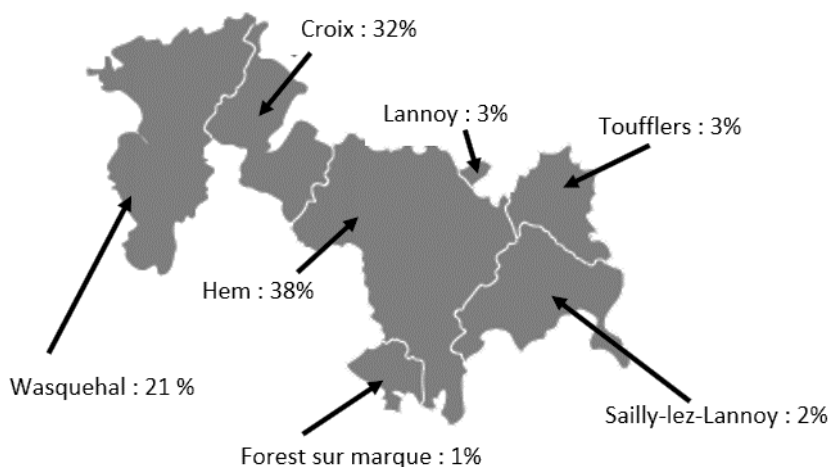 Croix : 32%
Lannoy : 3%
Toufflers : 3%
Hem : 38%
Wasquehal : 21 %
Sailly-lez-Lannoy : 2%
Forest sur marque : 1%